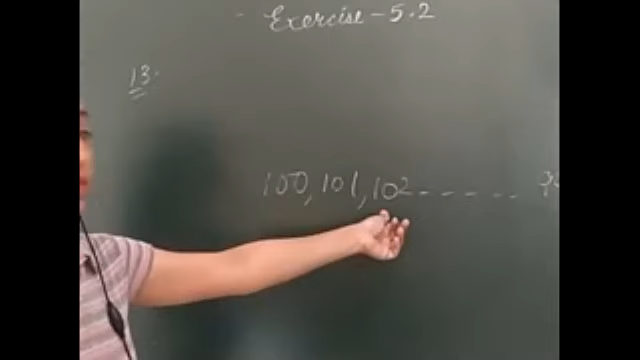 Exercise - 5.2
13.
100, 101, 102 - - - - -